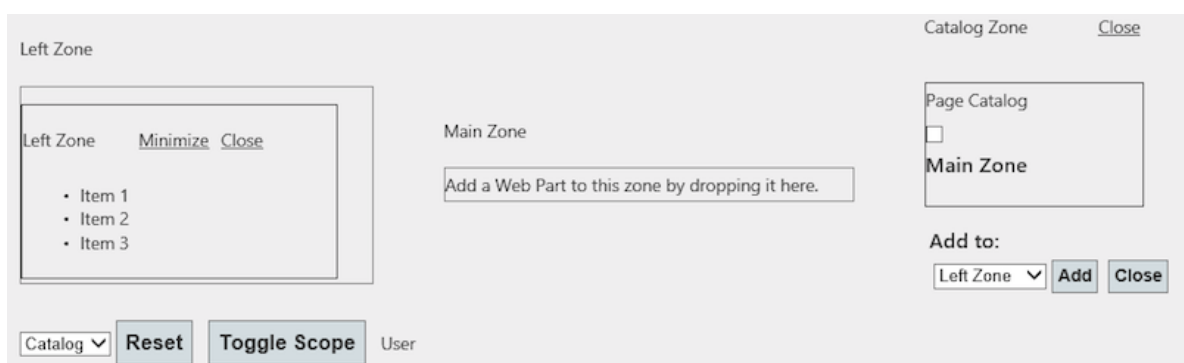 Left Zone
Left Zone Minimize Close
• Item 1
• Item 2
• Item 3
Main Zone
Add a Web Part to this zone by dropping it here.
Catalog Zone Close
Page Catalog
Main Zone
Add to:
Left Zone Add Close
Catalog Reset Toggle Scope User